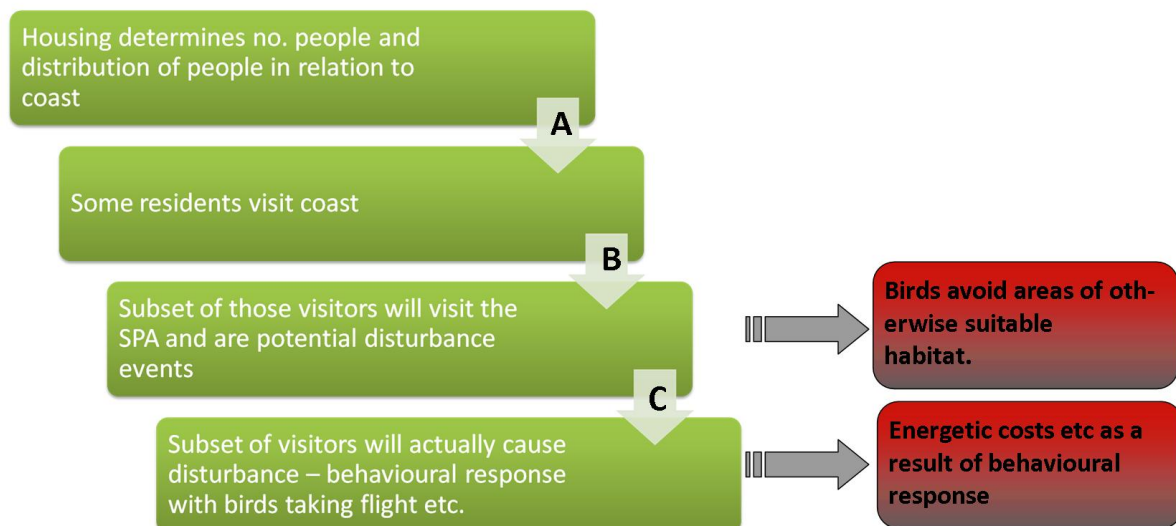 Housing determines no. people and
distribution of people in relation to
coast
A
Some residents visit coast
B
Subset of those visitors will visit the
SPA and are potential disturbance
events
Birds avoid areas of oth-
erwise suitable
habitat.
C
Subset of visitors will actually cause
disturbance – behavioural response
with birds taking flight etc.
Energetic costs etc as a
result of behavioural
response